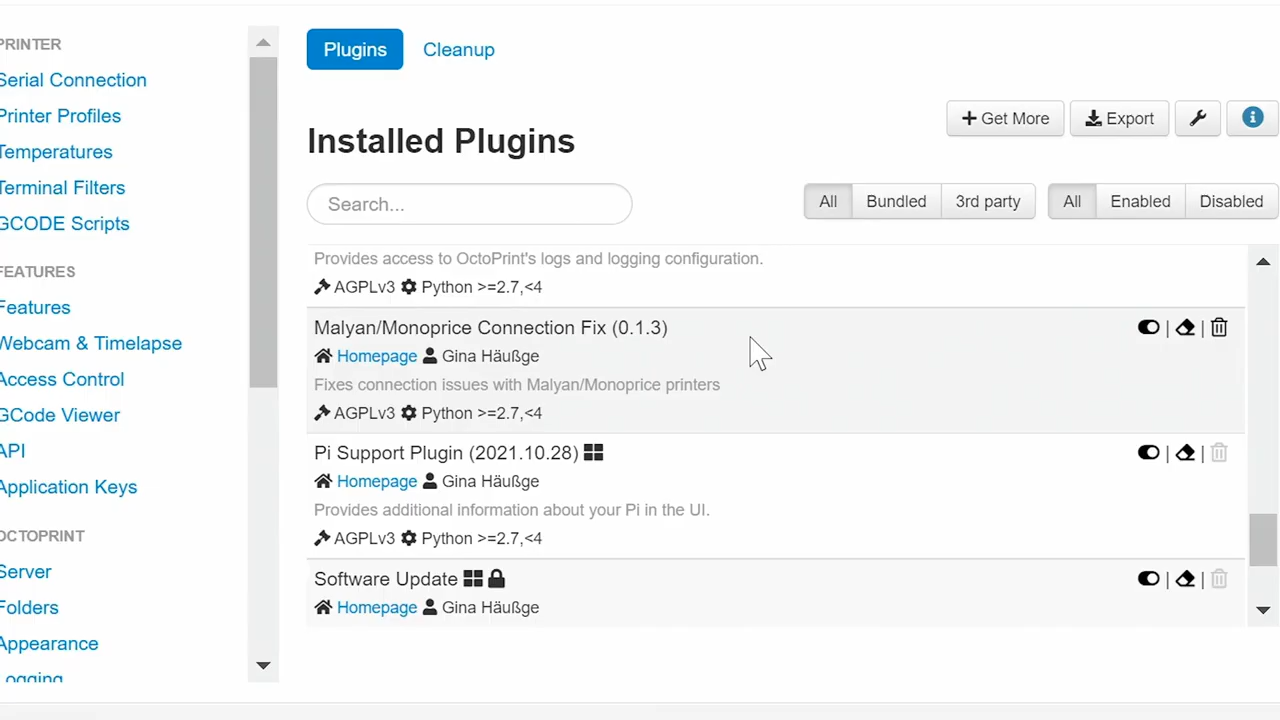 PRINTER
Serial Connection
Printer Profiles
Temperatures
Terminal Filters
GCODE Scripts
FEATURES
Features
Webcam & Timelapse
Access Control
GCode Viewer
API
Application Keys
OCTOPRINT
Server
Folders
Appearance
Logging
Plugins Cleanup
Get More Export
Installed Plugins
Search...
All Bundled 3rd party All Enabled Disabled
Provides access to OctoPrint's logs and logging configuration.
AGPLv3 Python >=2.7,<4
Malyan/Monoprice Connection Fix (0.1.3)
| |
Homepage Gina Häußge
Fixes connection issues with Malyan/Monoprice printers
AGPLv3 Python >=2.7,<4
Pi Support Plugin (2021.10.28)
| |
Homepage Gina Häußge
Provides additional information about your Pi in the UI.
AGPLv3 Python >=2.7,<4
Software Update
| |
Homepage Gina Häußge